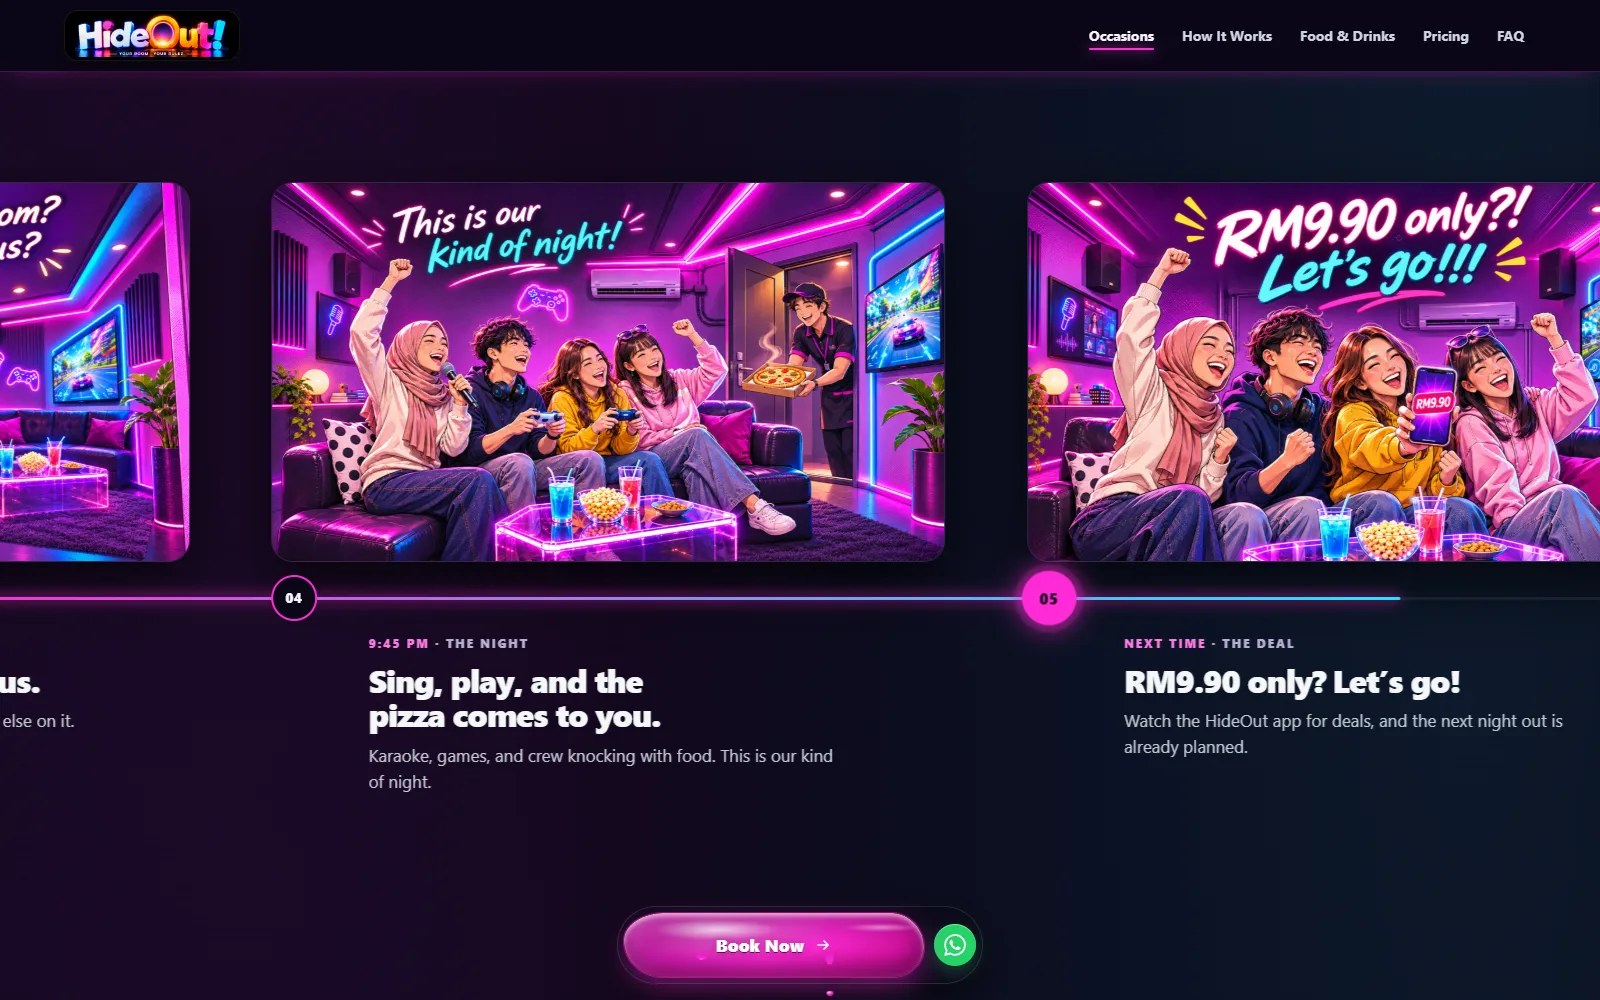 HideOut!
YOUR ROOM. YOUR RULES.
Occasions
How It Works
Food & Drinks
Pricing
FAQ
om?
us?
This is our
kind of night!
RM9.90 only?!
Let's go!!!
RM9.90
04
05
us.
else on it.
9:45 PM · THE NIGHT
Sing, play, and the
pizza comes to you.
Karaoke, games, and crew knocking with food. This is our kind
of night.
NEXT TIME · THE DEAL
RM9.90 only? Let's go!
Watch the HideOut app for deals, and the next night out is
already planned.
Book Now →